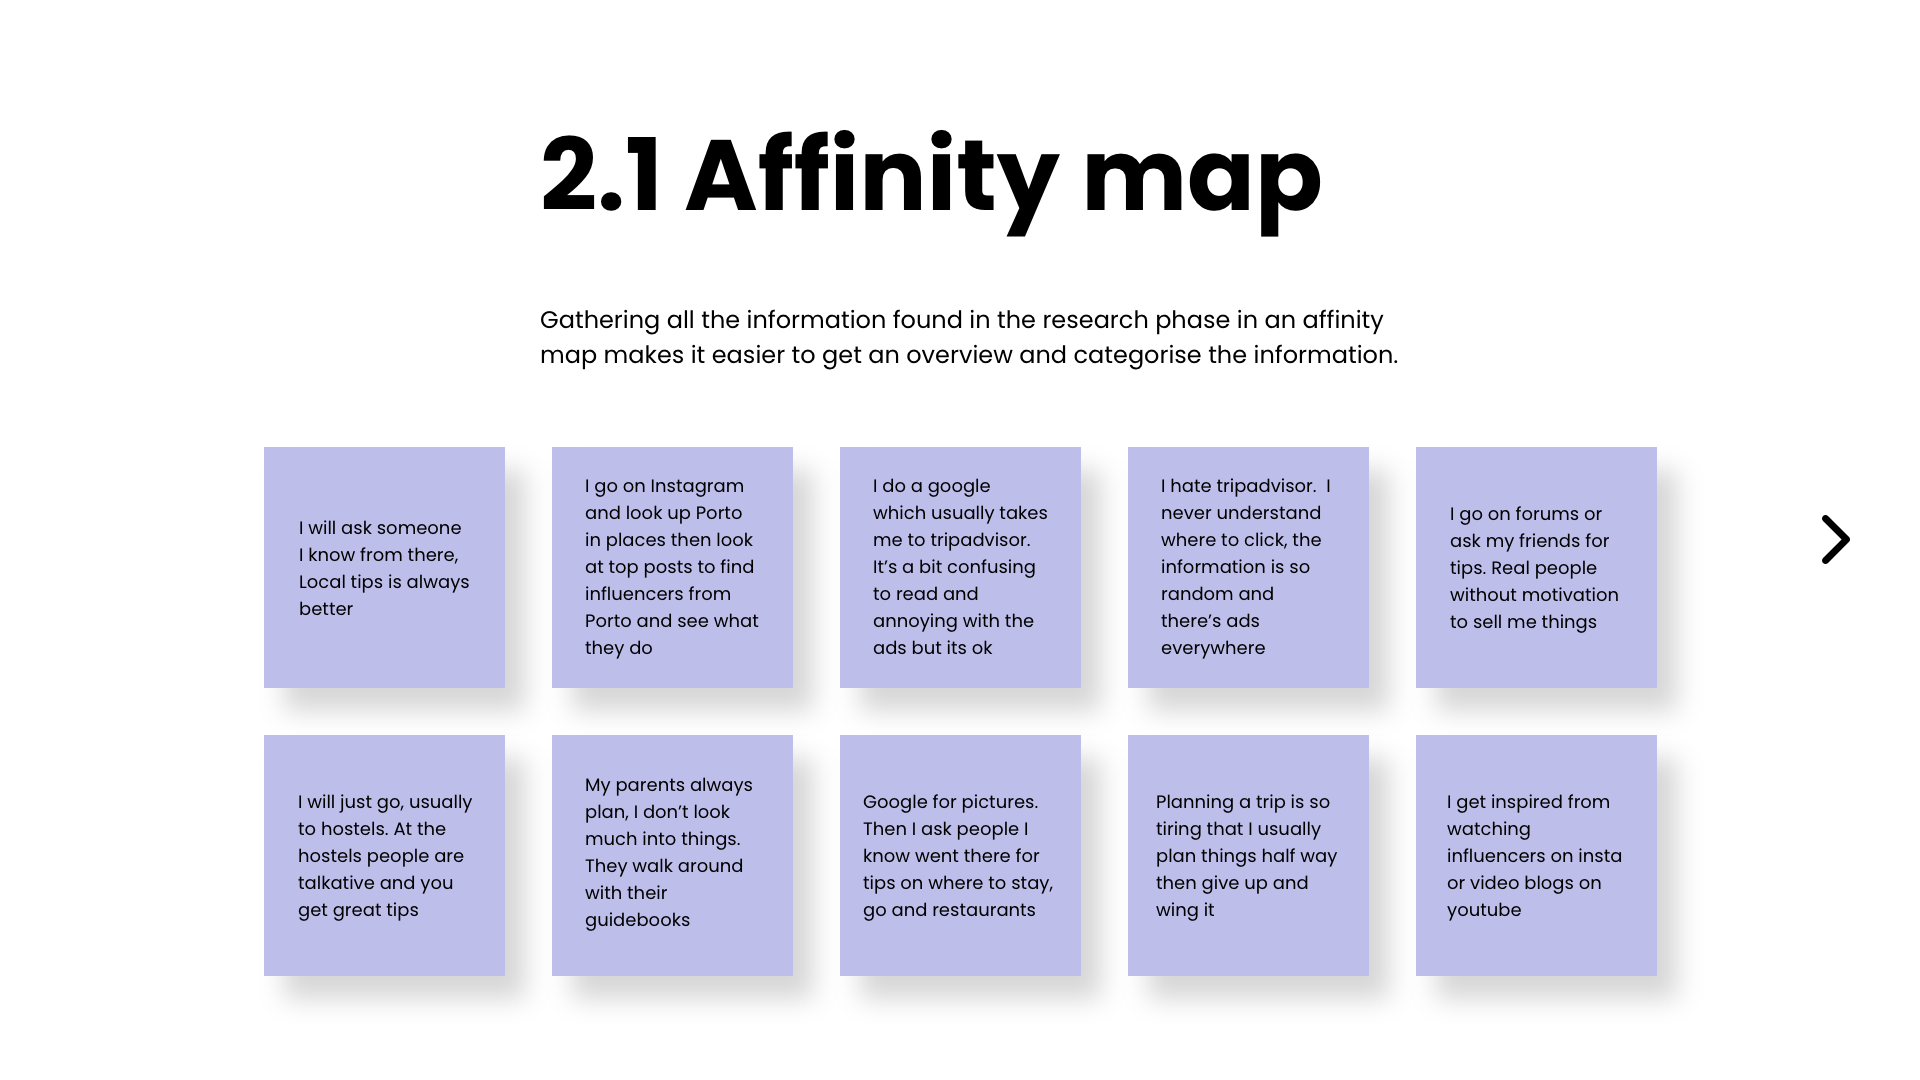 2.1 Affinity map
Gathering all the information found in the research phase in an affinity
map makes it easier to get an overview and categorise the information.
I will ask someone
I know from there,
Local tips is always
better
I go on Instagram
and look up Porto
in places then look
at top posts to find
influencers from
Porto and see what
they do
I do a google
which usually takes
me to tripadvisor.
It’s a bit confusing
to read and
annoying with the
ads but its ok
I hate tripadvisor.  I
never understand
where to click, the
information is so
random and
there’s ads
everywhere
I go on forums or
ask my friends for
tips. Real people
without motivation
to sell me things
I will just go, usually
to hostels. At the
hostels people are
talkative and you
get great tips
My parents always
plan, I don’t look
much into things.
They walk around
with their
guidebooks
Google for pictures.
Then I ask people I
know went there for
tips on where to stay,
go and restaurants
Planning a trip is so
tiring that I usually
plan things half way
then give up and
wing it
I get inspired from
watching
influencers on insta
or video blogs on
youtube